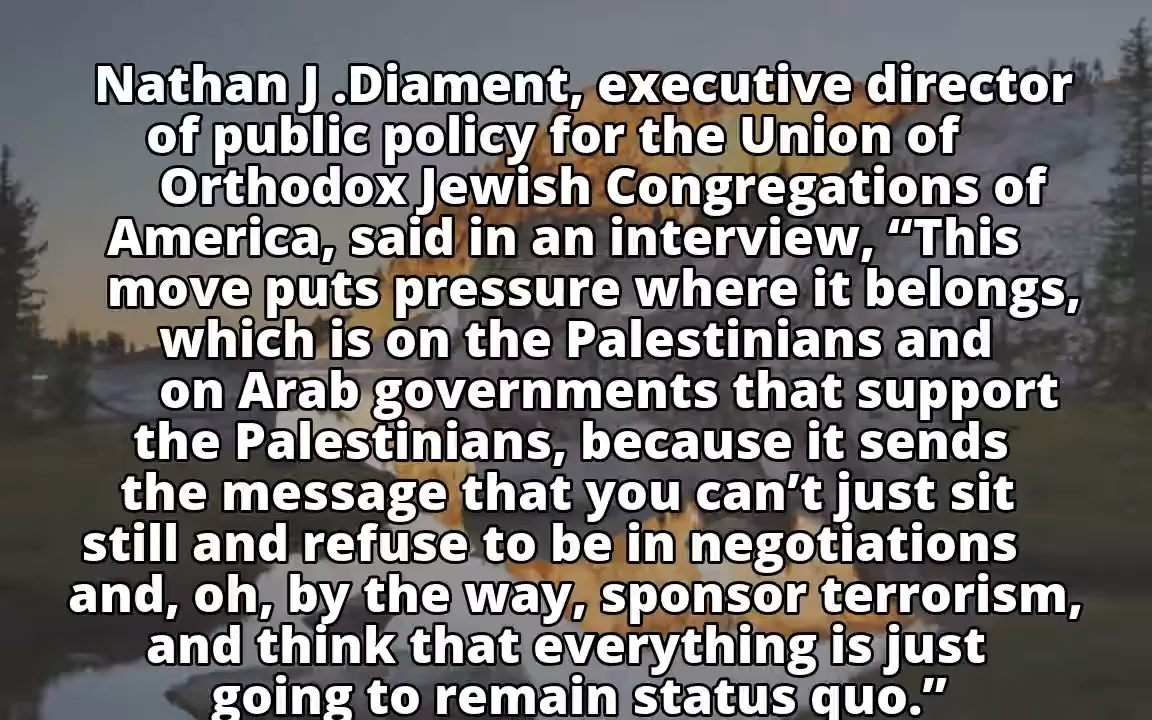 Nathan J .Diament, executive director
of public policy for the Union of
Orthodox Jewish Congregations of
America, said in an interview, “This
move puts pressure where it belongs,
which is on the Palestinians and
on Arab governments that support
the Palestinians, because it sends
the message that you can’t just sit
still and refuse to be in negotiations
and, oh, by the way, sponsor terrorism,
and think that everything is just
going to remain status quo.”